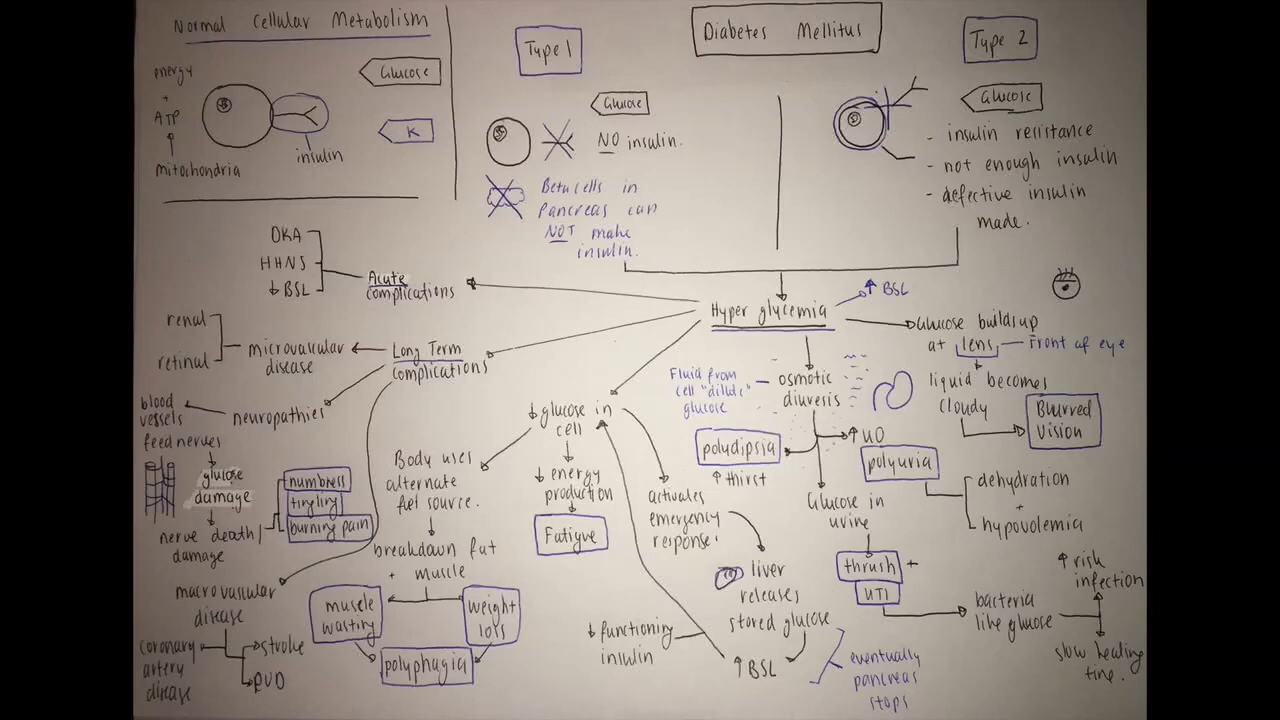 Normal Cellular Metabolism
energy
+
ATP
mitochondria
insulin
Glucose
K
Diabetes Mellitus
Type 1
Glucose
NO insulin.
Beta cells in
Pancreas can
NOT make
insulin.
Type 2
Glucose
- insulin resistance
- not enough insulin
- defective insulin
made.
Hyper glycemia
↑ BSL
Acute
complications
DKA
HHNS
↓ BSL
Long Term
complications
microvascular
disease
renal
retinal
neuropathies
blood
vessels
feed nerves
glulose
damage
nerve death/
damage
numbness
tingling
burning pain
macrovascular
disease
coronary
artery
disease
stroke
PVD
↓ glucose in
cell
Body uses
alternate
fuel source.
breakdown fat
+ muscle
muscle
wasting
weight
loss
polyphagia
↓ energy
production
Fatigue
activates
emergency
response.
liver
releases
stored glucose
↑ BSL
↓ functioning
insulin
eventually
pancreas
stops
osmotic
diuresis
Fluid from
cell "dilute"
glucose
polydipsia
↑ thirst
↑ UO
polyuria
dehydration
+
hypovolemia
Glucose in
urine
thrush +
UTI
bacteria
like glucose
↑ risk
infection
slow healing
time.
Glucose builds up
at lens
Front of eye
liquid becomes
cloudy
Blurred
Vision